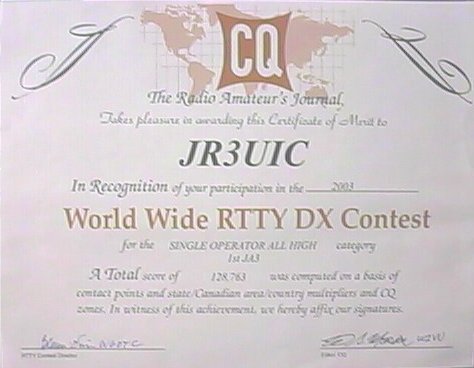 CQ
The Radio Amateur's Journal,
Takes pleasure in awarding this Certificate of Merit to
JR3UIC
In Recognition of your participation in the 2003
World Wide RTTY DX Contest
for the SINGLE OPERATOR ALL HIGH category
1st JA3
A Total score of 128,763 was computed on a basis of
contact points and state/Canadian area/country multipliers and CQ
zones. In witness of this achievement, we hereby affix our signatures.
W2VU
RTTY Contest Director
Editor CQ